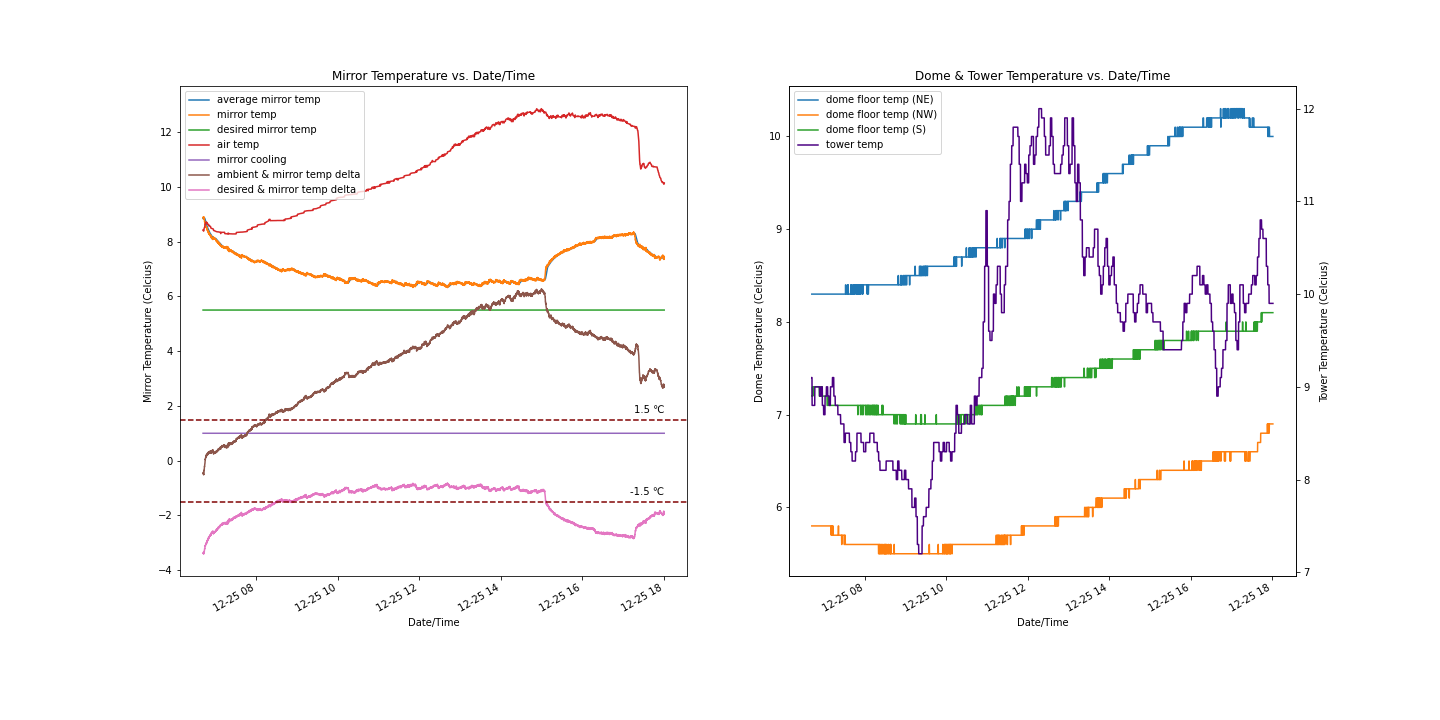 Mirror Temperature vs. Date/Time
average mirror temp
mirror temp
desired mirror temp
air temp
mirror cooling
ambient & mirror temp delta
desired & mirror temp delta
12
10
8
6
4
2
0
−2
−4
Mirror Temperature (Celcius)
1.5 °C
-1.5 °C
12-25 08
12-25 10
12-25 12
12-25 14
12-25 16
12-25 18
Date/Time
Dome & Tower Temperature vs. Date/Time
dome floor temp (NE)
dome floor temp (NW)
dome floor temp (S)
tower temp
10
9
8
7
6
Dome Temperature (Celcius)
12
11
10
9
8
7
Tower Temperature (Celcius)
12-25 08
12-25 10
12-25 12
12-25 14
12-25 16
12-25 18
Date/Time